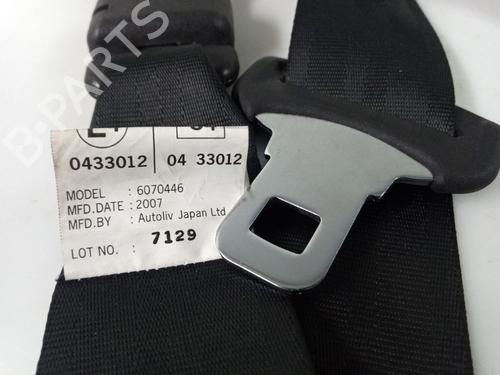 B-PARTS
0433012 04 33012
MODEL : 6070446
MFD.DATE : 2007
MFD.BY : Autoliv Japan Ltd
LOT NO. : 7129